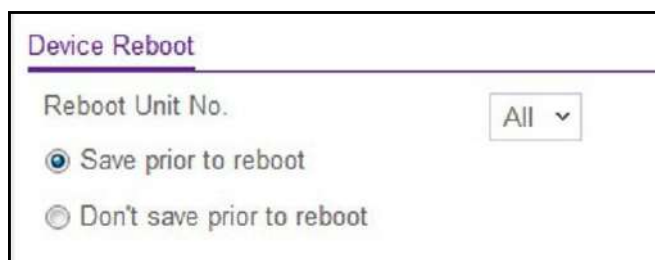 Device Reboot
Reboot Unit No. All
Save prior to reboot
Don't save prior to reboot